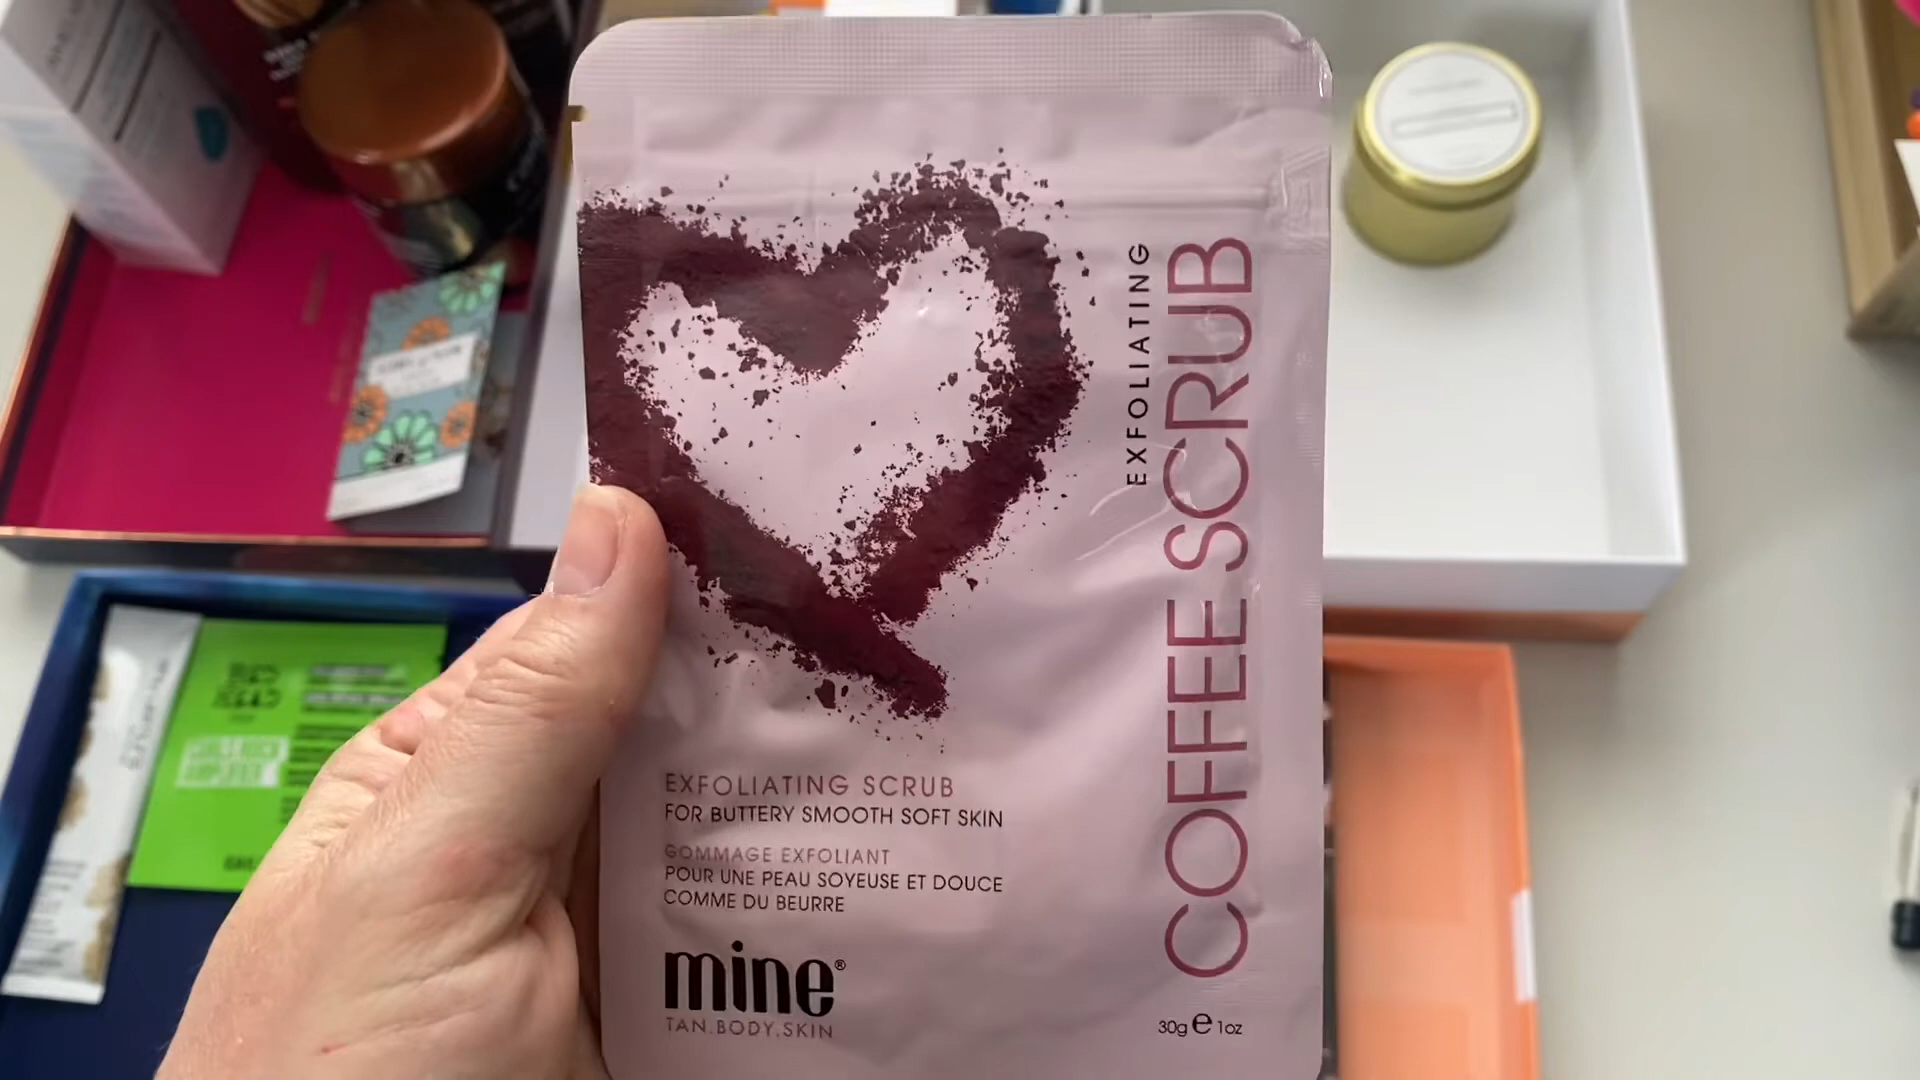 EXFOLIATING
COFFEE SCRUB
EXFOLIATING SCRUB
FOR BUTTERY SMOOTH SOFT SKIN
GOMMAGE EXFOLIANT
POUR UNE PEAU SOYEUSE ET DOUCE
COMME DU BEURRE
mine®
TAN.BODY.SKIN
30g e 1oz